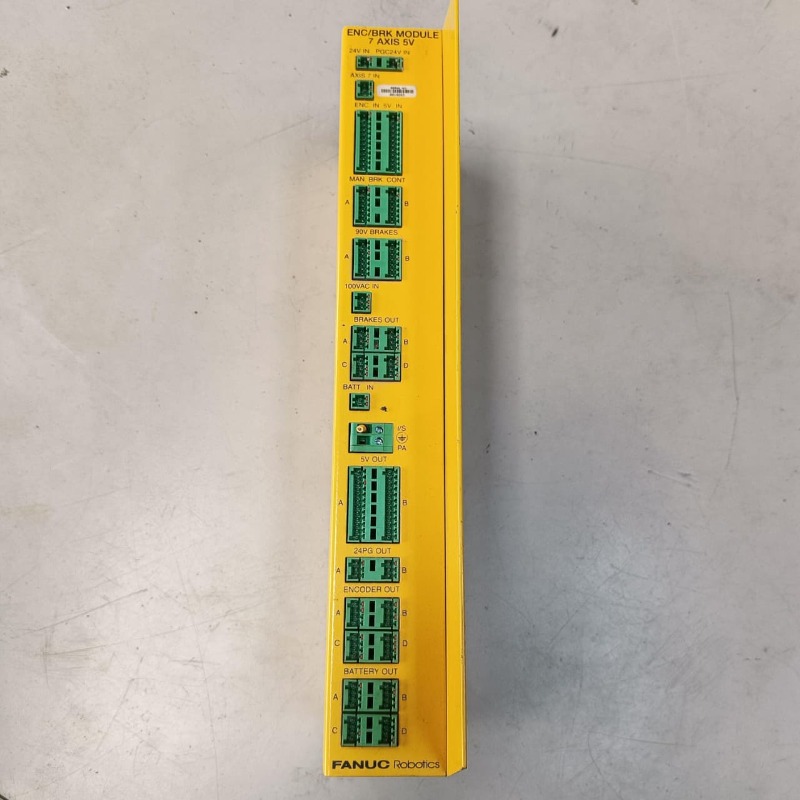 ENC/BRK MODULE
7 AXIS 5V
24V IN PGC24V IN
AXIS 7 IN
ENC. IN 5V IN
MAN. BRK. CONT.
A B
90V BRAKES
A B
100VAC IN
BRAKES OUT
A B
C D
BATT. IN
I/S
PA
5V OUT
A B
24PG OUT
A B
ENCODER OUT
A B
C D
BATTERY OUT
A B
C D
FANUC Robotics